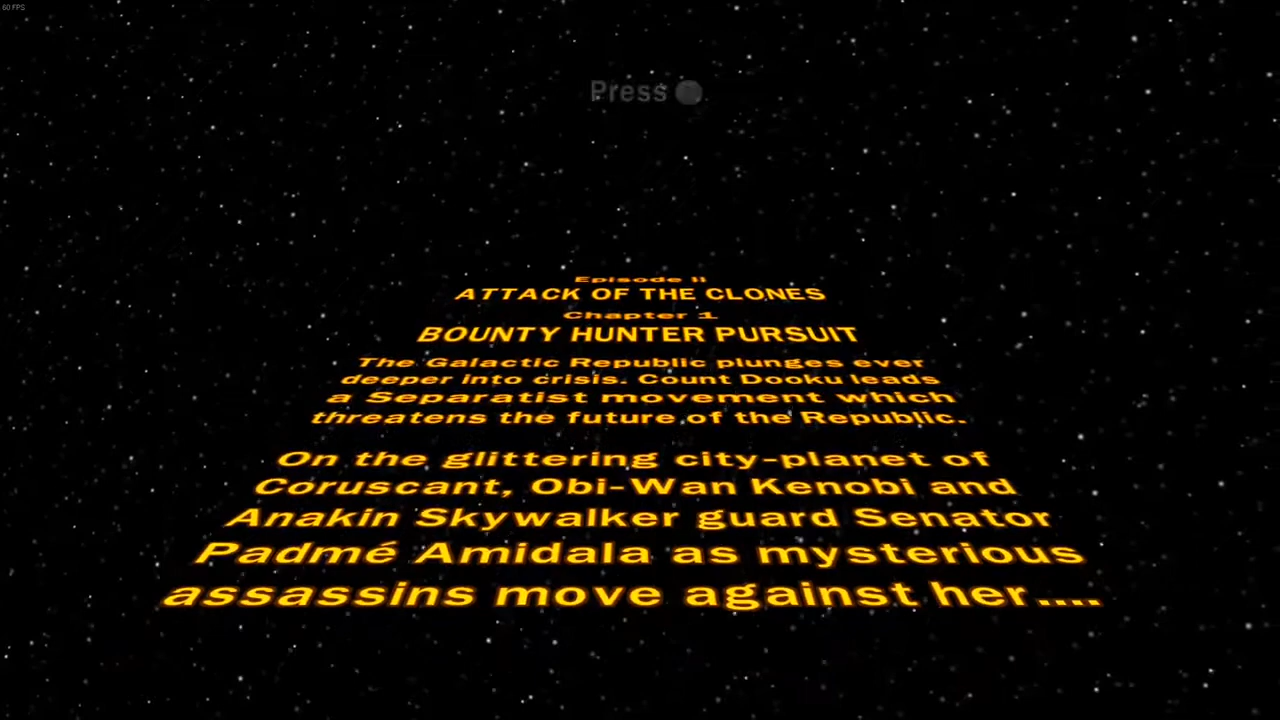 60 FPS
Press
Episode II
ATTACK OF THE CLONES
Chapter 1
BOUNTY HUNTER PURSUIT
The Galactic Republic plunges ever
deeper into crisis. Count Dooku leads
a Separatist movement which
threatens the future of the Republic.
On the glittering city-planet of
Coruscant, Obi-Wan Kenobi and
Anakin Skywalker guard Senator
Padmé Amidala as mysterious
assassins move against her....